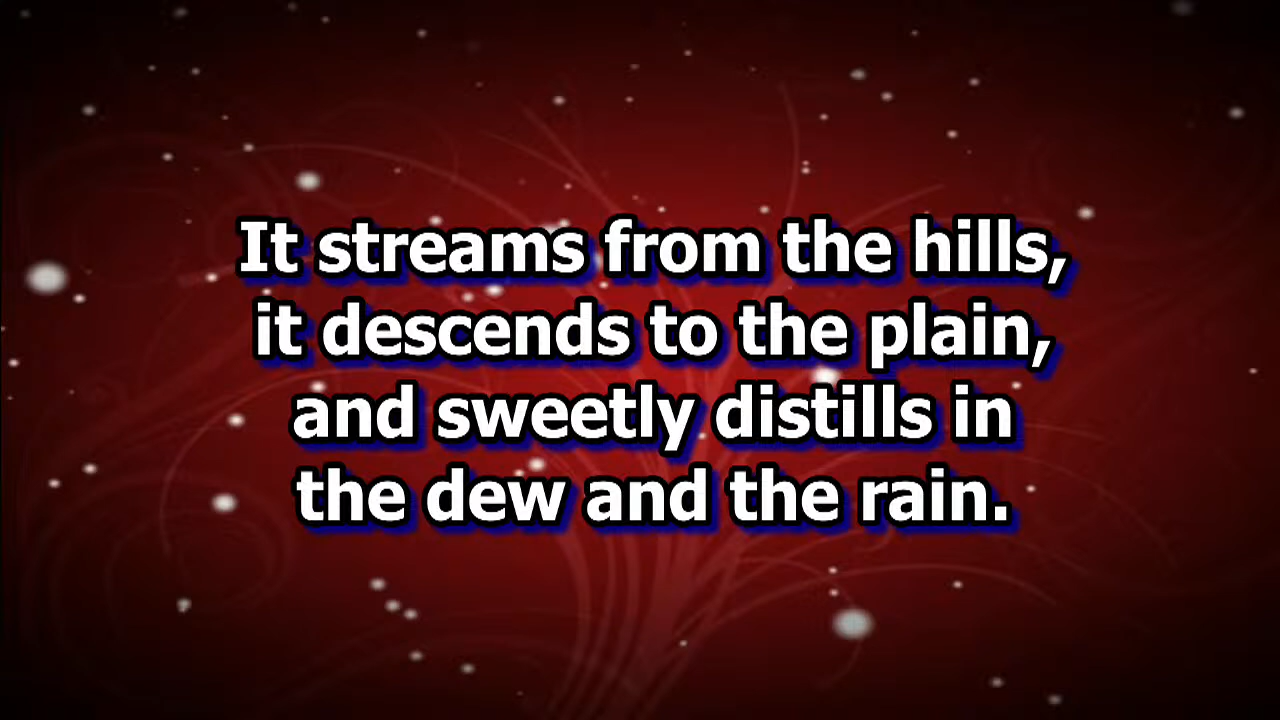 It streams from the hills,
it descends to the plain,
and sweetly distills in
the dew and the rain.